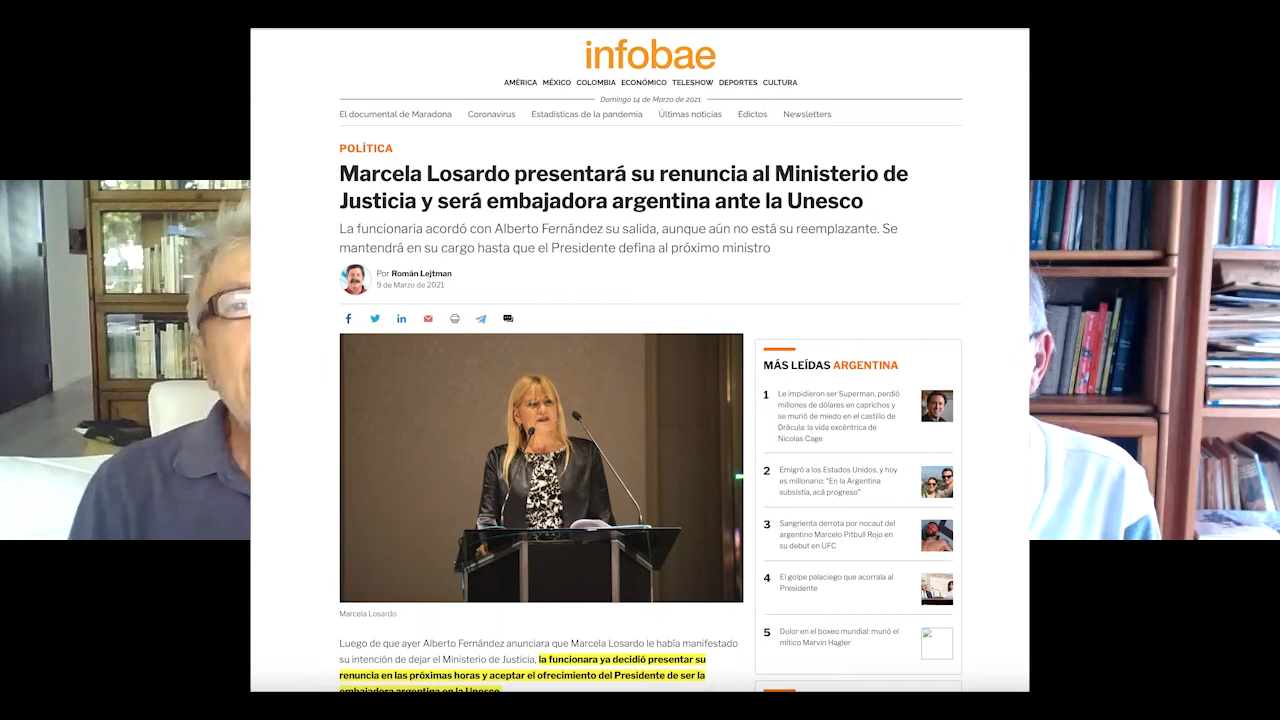 infobae
AMÉRICA MÉXICO COLOMBIA ECONÓMICO TELESHOW DEPORTES CULTURA
Domingo 14 de Marzo de 2021
El documental de Maradona Coronavirus Estadísticas de la pandemia Últimas noticias Edictos Newsletters
POLÍTICA
Marcela Losardo presentará su renuncia al Ministerio de
Justicia y será embajadora argentina ante la Unesco
La funcionaria acordó con Alberto Fernández su salida, aunque aún no está su reemplazante. Se
mantendrá en su cargo hasta que el Presidente defina al próximo ministro
Por Román Lejtman
9 de Marzo de 2021
Marcela Losardo
Luego de que ayer Alberto Fernández anunciara que Marcela Losardo le había manifestado
su intención de dejar el Ministerio de Justicia, la funcionara ya decidió presentar su
renuncia en las próximas horas y aceptar el ofrecimiento del Presidente de ser la
embajadora argentina en la Unesco.
MÁS LEÍDAS ARGENTINA
1 Le impidieron ser Superman, perdió
millones de dólares en caprichos y
se murió de miedo en el castillo de
Drácula: la vida excéntrica de
Nicolas Cage
2 Emigró a los Estados Unidos, y hoy
es millonario: “En la Argentina
subsistía, acá progreso”
3 Sangrienta derrota por nocaut del
argentino Marcelo Pitbull Rojo en
su debut en UFC
4 El golpe palaciego que acorrala al
Presidente
5 Dolor en el boxeo mundial: murió el
mítico Marvin Hagler